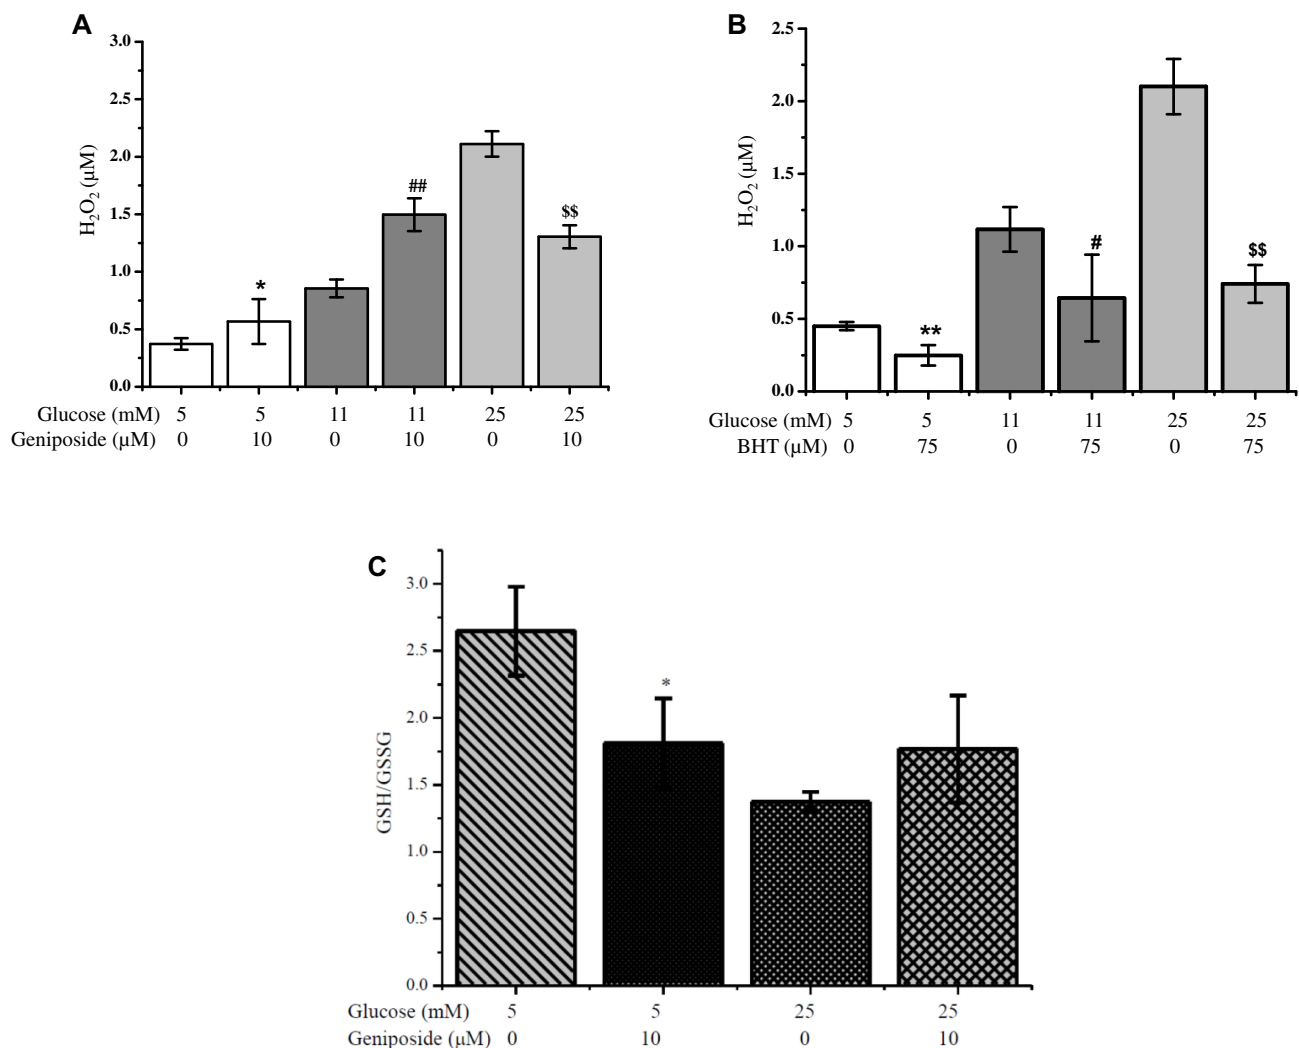 A
H₂O₂ (μM)
3.0
2.5
2.0
1.5
1.0
0.5
0.0
*
##
$$
Glucose (mM) 5 5 11 11 25 25
Geniposide (μM) 0 10 0 10 0 10
B
H₂O₂ (μM)
2.5
2.0
1.5
1.0
0.5
0.0
**
#
$$
Glucose (mM) 5 5 11 11 25 25
BHT (μM) 0 75 0 75 0 75
C
GSH/GSSG
3.0
2.5
2.0
1.5
1.0
0.5
0.0
*
Glucose (mM) 5 5 25 25
Geniposide (μM) 0 10 0 10